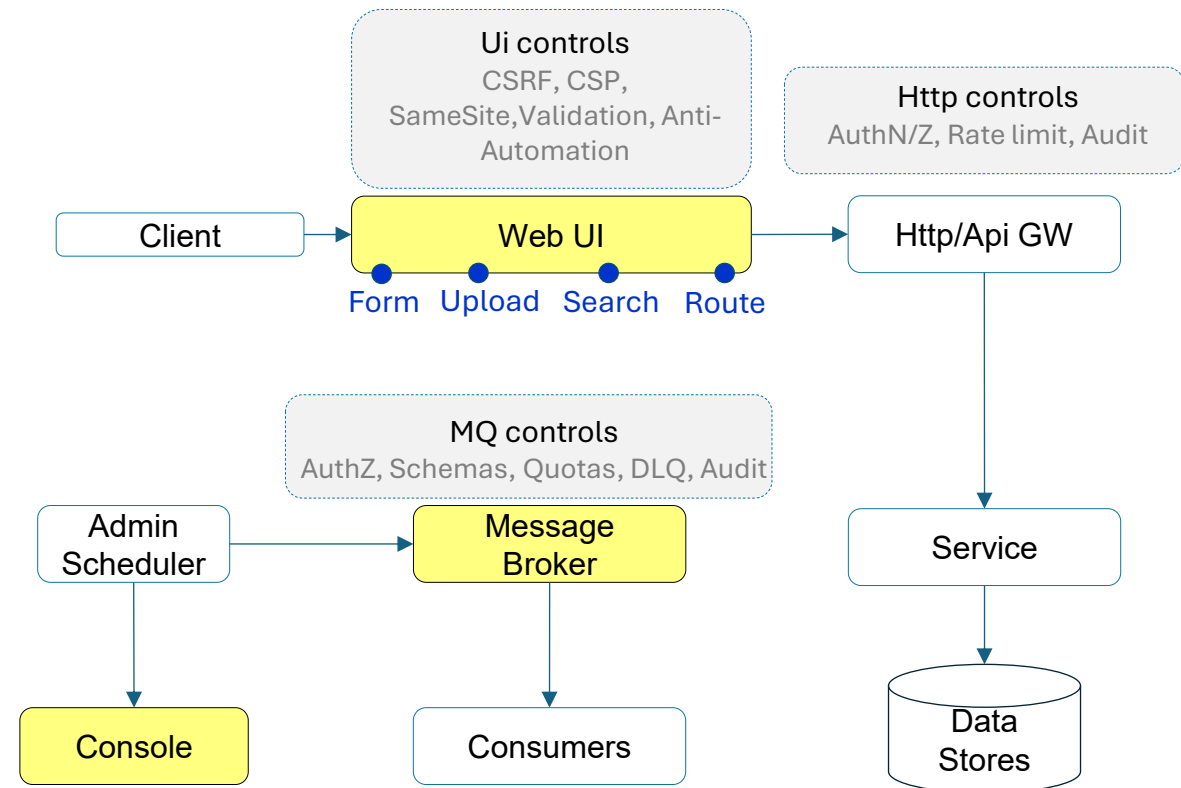 Ui controls
CSRF, CSP,
SameSite,Validation, Anti-
Automation
Http controls
AuthN/Z, Rate limit, Audit
Client
Web UI
Http/Api GW
Form
Upload
Search
Route
MQ controls
AuthZ, Schemas, Quotas, DLQ, Audit
Admin
Scheduler
Message
Broker
Service
Console
Consumers
Data
Stores